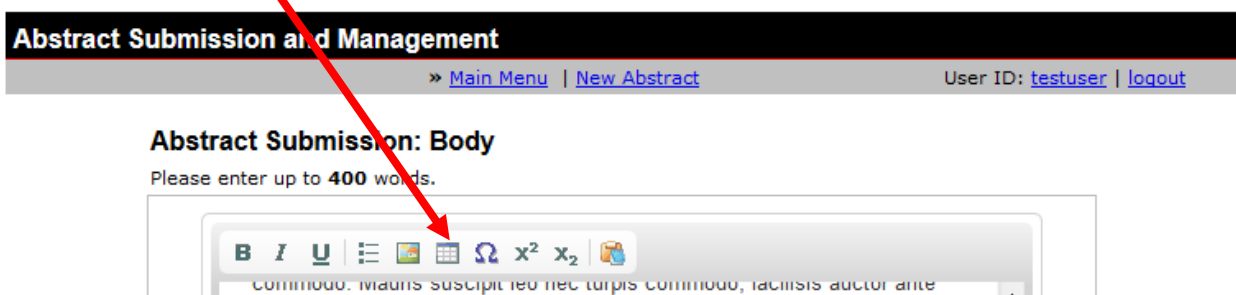 Abstract Submission and Management
» Main Menu | New Abstract User ID: testuser | logout
Abstract Submission: Body
Please enter up to 400 words.
B I U Ω x² x₂
commodo. Mauris suscipit leo nec turpis commodo, facilisis auctor ante